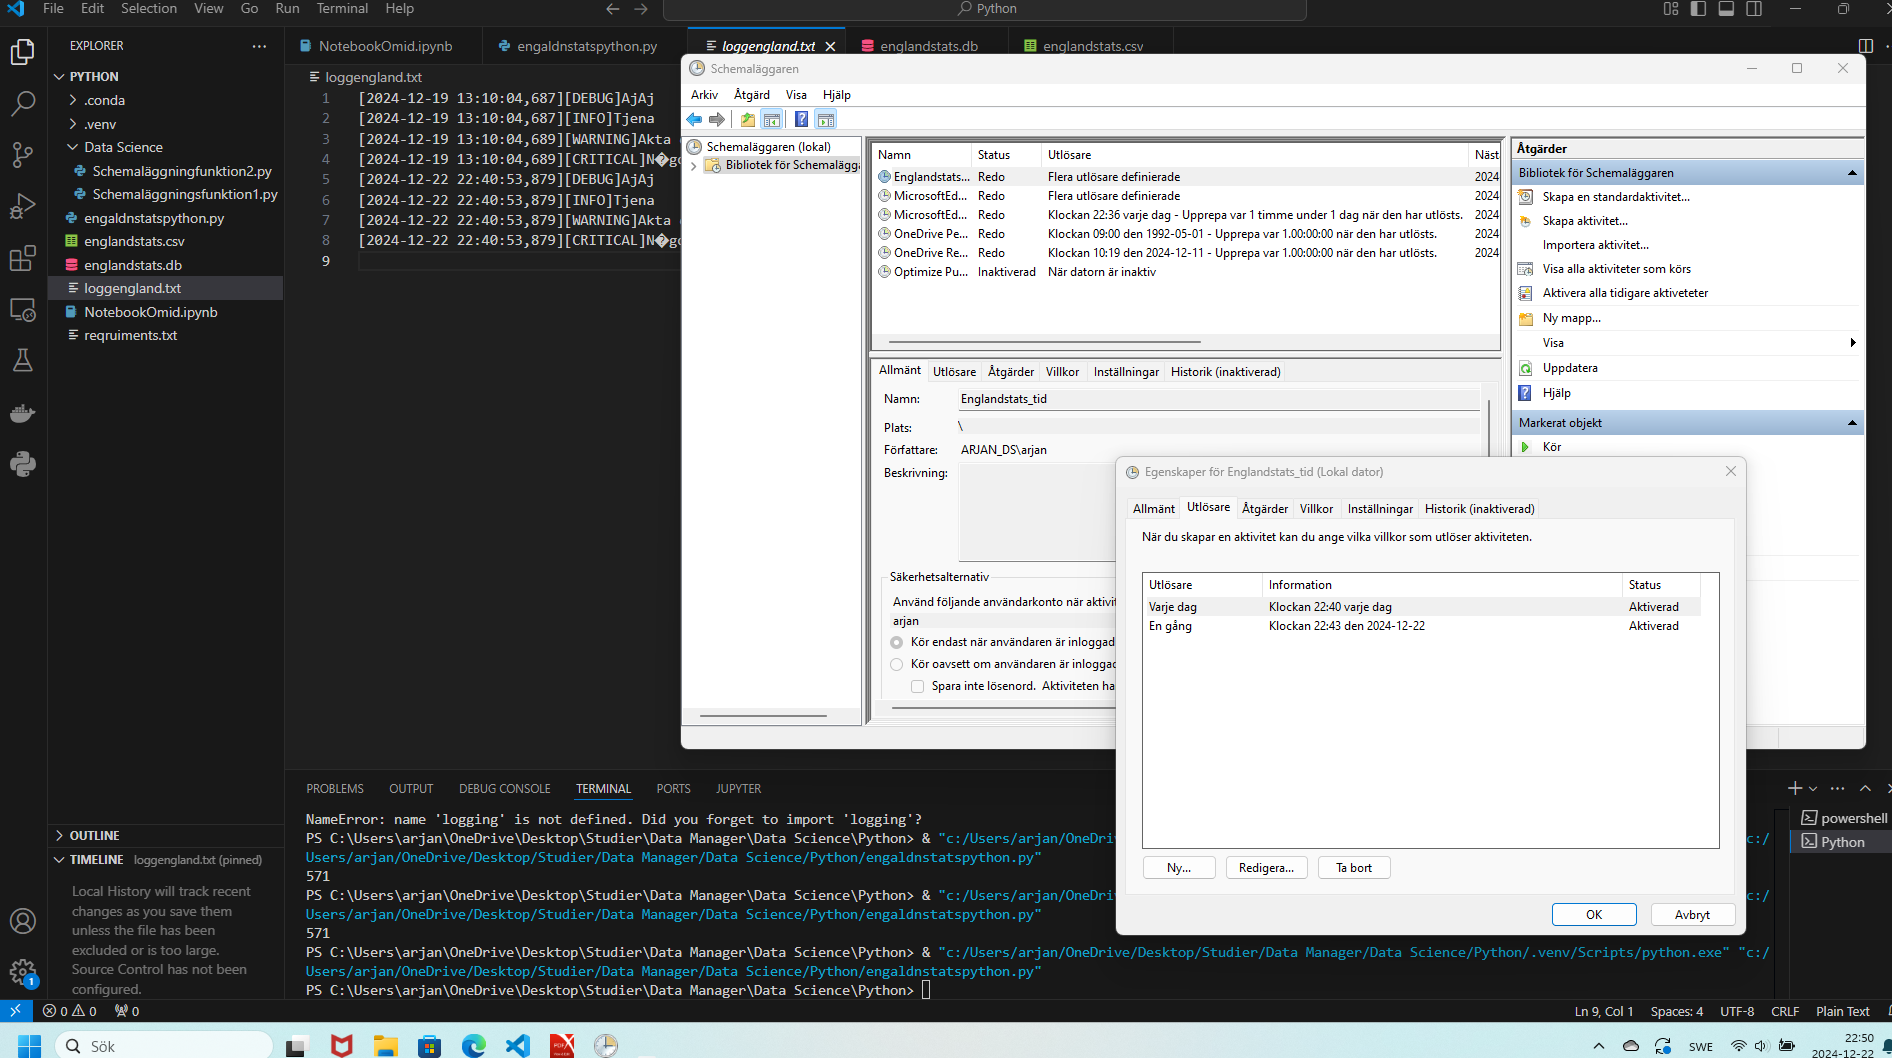 File Edit Selection View Go Run Terminal Help
Python
EXPLORER
NotebookOmid.ipynb
engaldnstatspython.py
loggengland.txt
englandstats.db
englandstats.csv
PYTHON
.conda
.venv
Data Science
Schemaläggningfunktion2.py
Schemaläggningsfunktion1.py
engaldnstatspython.py
englandstats.csv
englandstats.db
loggengland.txt
NotebookOmid.ipynb
reqruiments.txt
OUTLINE
TIMELINE loggengland.txt (pinned)
Local History will track recent
changes as you save them
unless the file has been
excluded or is too large.
Source Control has not been
configured.
loggengland.txt
1 [2024-12-19 13:10:04,687][DEBUG]AjAj
2 [2024-12-19 13:10:04,687][INFO]Tjena
3 [2024-12-19 13:10:04,689][WARNING]Akta
4 [2024-12-19 13:10:04,689][CRITICAL]N�go
5 [2024-12-22 22:40:53,879][DEBUG]AjAj
6 [2024-12-22 22:40:53,879][INFO]Tjena
7 [2024-12-22 22:40:53,879][WARNING]Akta
8 [2024-12-22 22:40:53,879][CRITICAL]N�go
9
Schemaläggaren
Arkiv Åtgärd Visa Hjälp
Schemaläggaren (lokal)
Bibliotek för Schemalägga
Namn Status Utlösare Näst
Englandstats... Redo Flera utlösare definierade 2024
MicrosoftEd... Redo Flera utlösare definierade 2024
MicrosoftEd... Redo Klockan 22:36 varje dag - Upprepa var 1 timme under 1 dag när den har utlösts. 2024
OneDrive Pe... Redo Klockan 09:00 den 1992-05-01 - Upprepa var 1.00:00:00 när den har utlösts. 2024
OneDrive Re... Redo Klockan 10:19 den 2024-12-11 - Upprepa var 1.00:00:00 när den har utlösts. 2024
Optimize Pu... Inaktiverad När datorn är inaktiv
Allmänt Utlösare Åtgärder Villkor Inställningar Historik (inaktiverad)
Namn: Englandstats_tid
Plats: \
Författare: ARJAN_DS\arjan
Beskrivning:
Säkerhetsalternativ
Använd följande användarkonto när aktivit
arjan
Kör endast när användaren är inloggad
Kör oavsett om användaren är inloggad
Spara inte lösenord. Aktiviteten ha
Åtgärder
Bibliotek för Schemaläggaren
Skapa en standardaktivitet...
Skapa aktivitet...
Importera aktivitet...
Visa alla aktiviteter som körs
Aktivera alla tidigare aktiveteter
Ny mapp...
Visa
Uppdatera
Hjälp
Markerat objekt
Kör
Egenskaper för Englandstats_tid (Lokal dator)
Allmänt Utlösare Åtgärder Villkor Inställningar Historik (inaktiverad)
När du skapar en aktivitet kan du ange vilka villkor som utlöser aktiviteten.
Utlösare Information Status
Varje dag Klockan 22:40 varje dag Aktiverad
En gång Klockan 22:43 den 2024-12-22 Aktiverad
Ny... Redigera... Ta bort
OK Avbryt
PROBLEMS OUTPUT DEBUG CONSOLE TERMINAL PORTS JUPYTER
NameError: name 'logging' is not defined. Did you forget to import 'logging'?
PS C:\Users\arjan\OneDrive\Desktop\Studier\Data Manager\Data Science\Python> & "c:/Users/arjan/OneDri c:/
Users/arjan/OneDrive/Desktop/Studier/Data Manager/Data Science/Python/engaldnstatspython.py"
571
PS C:\Users\arjan\OneDrive\Desktop\Studier\Data Manager\Data Science\Python> & "c:/Users/arjan/OneDri c:/
Users/arjan/OneDrive/Desktop/Studier/Data Manager/Data Science/Python/engaldnstatspython.py"
571
PS C:\Users\arjan\OneDrive\Desktop\Studier\Data Manager\Data Science\Python> & "c:/Users/arjan/OneDrive/Desktop/Studier/Data Manager/Data Science/Python/.venv/Scripts/python.exe" "c:/
Users/arjan/OneDrive/Desktop/Studier/Data Manager/Data Science/Python/engaldnstatspython.py"
PS C:\Users\arjan\OneDrive\Desktop\Studier\Data Manager\Data Science\Python>
powershell
Python
1
0 0 0
Ln 9, Col 1 Spaces: 4 UTF-8 CRLF Plain Text
Sök
SWE
22:50
2024-12-22